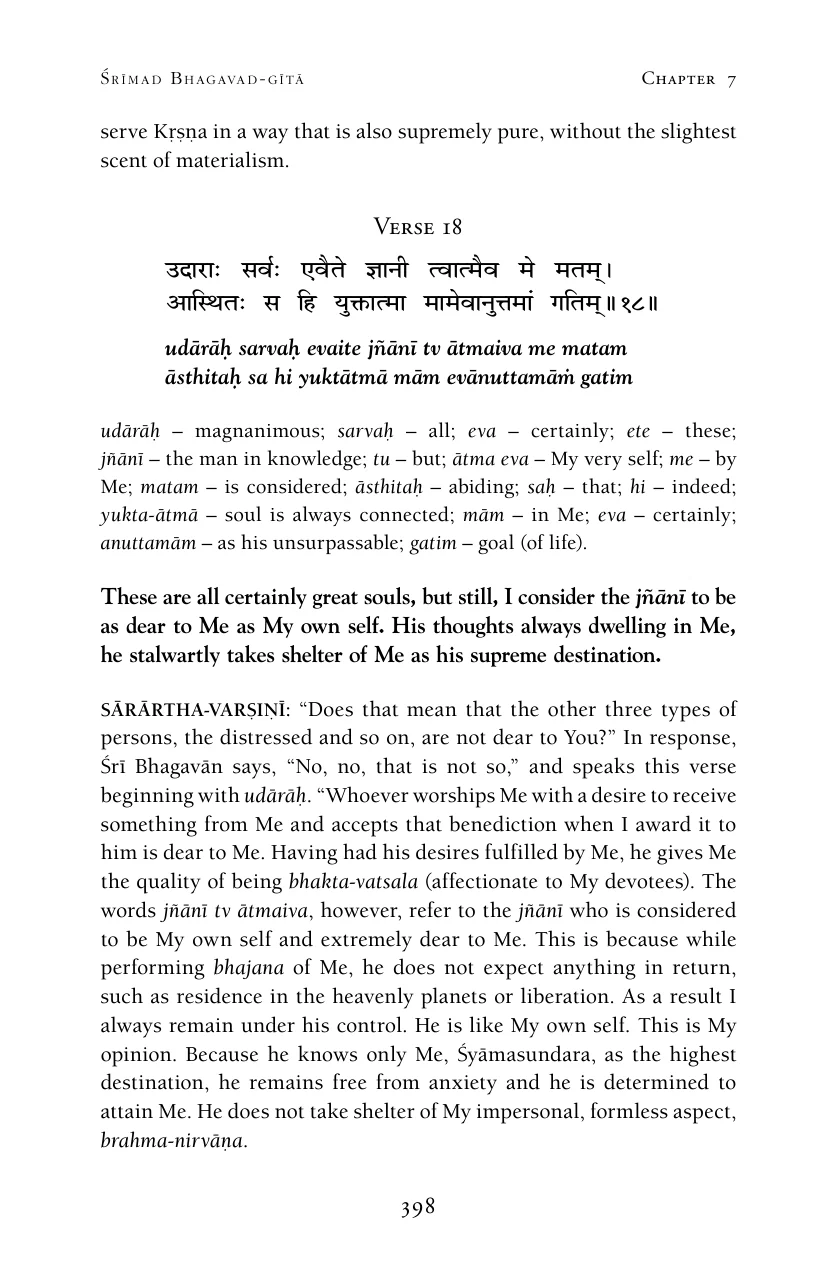 Śrīmad Bhagavad-gītā Chapter 7
serve Kṛṣṇa in a way that is also supremely pure, without the slightest
scent of materialism.
Verse 18
उदाराः सर्वः एवैते ज्ञानी त्वात्मैव मे मतम्।
आस्थितः स हि युक्तात्मा मामेवानुत्तमां गतिम्॥१८॥
udārāḥ sarvaḥ evaite jñānī tv ātmaiva me matam
āsthitaḥ sa hi yuktātmā mām evānuttamāṁ gatim
udārāḥ – magnanimous; sarvaḥ – all; eva – certainly; ete – these;
jñānī – the man in knowledge; tu – but; ātma eva – My very self; me – by
Me; matam – is considered; āsthitaḥ – abiding; saḥ – that; hi – indeed;
yukta-ātmā – soul is always connected; mām – in Me; eva – certainly;
anuttamām – as his unsurpassable; gatim – goal (of life).
These are all certainly great souls, but still, I consider the jñānī to be
as dear to Me as My own self. His thoughts always dwelling in Me,
he stalwartly takes shelter of Me as his supreme destination.
SĀRĀRTHA-VARṢIṆĪ: “Does that mean that the other three types of
persons, the distressed and so on, are not dear to You?” In response,
Śrī Bhagavān says, “No, no, that is not so,” and speaks this verse
beginning with udārāḥ. “Whoever worships Me with a desire to receive
something from Me and accepts that benediction when I award it to
him is dear to Me. Having had his desires fulfilled by Me, he gives Me
the quality of being bhakta-vatsala (affectionate to My devotees). The
words jñānī tv ātmaiva, however, refer to the jñānī who is considered
to be My own self and extremely dear to Me. This is because while
performing bhajana of Me, he does not expect anything in return,
such as residence in the heavenly planets or liberation. As a result I
always remain under his control. He is like My own self. This is My
opinion. Because he knows only Me, Śyāmasundara, as the highest
destination, he remains free from anxiety and he is determined to
attain Me. He does not take shelter of My impersonal, formless aspect,
brahma-nirvāṇa.
398